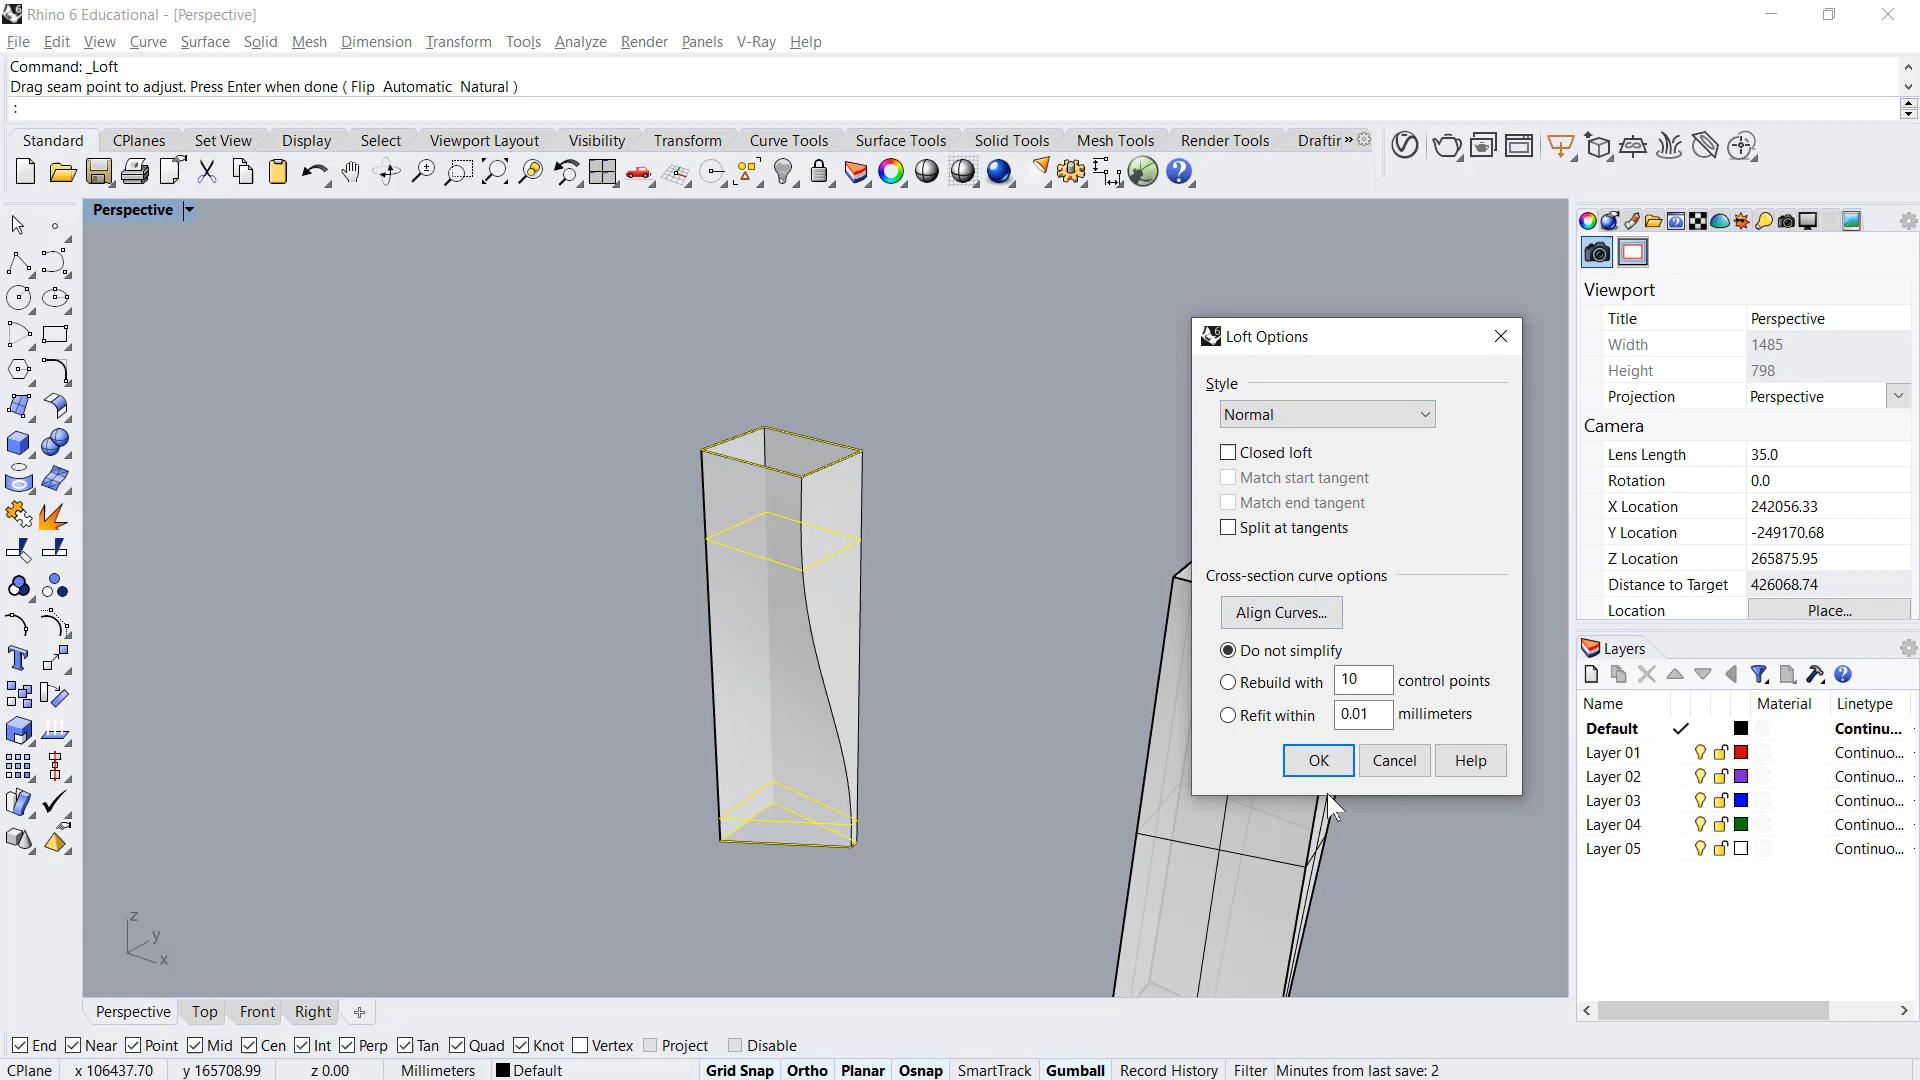 Rhino 6 Educational - [Perspective]
File Edit View Curve Surface Solid Mesh Dimension Transform Tools Analyze Render Panels V-Ray Help
Command: _Loft
Drag seam point to adjust. Press Enter when done ( Flip Automatic Natural )
:
Standard CPlanes Set View Display Select Viewport Layout Visibility Transform Curve Tools Surface Tools Solid Tools Mesh Tools Render Tools Draftir »
Perspective
Loft Options
Style
Normal
Closed loft
Match start tangent
Match end tangent
Split at tangents
Cross-section curve options
Align Curves...
Do not simplify
Rebuild with 10 control points
Refit within 0.01 millimeters
OK Cancel Help
Viewport
Title Perspective
Width 1485
Height 798
Projection Perspective
Camera
Lens Length 35.0
Rotation 0.0
X Location 242056.33
Y Location -249170.68
Z Location 265875.95
Distance to Target 426068.74
Location Place...
Layers
Name Material Linetype
Default Continu...
Layer 01 Continuo...
Layer 02 Continuo...
Layer 03 Continuo...
Layer 04 Continuo...
Layer 05 Continuo...
z
y
x
Perspective Top Front Right
End Near Point Mid Cen Int Perp Tan Quad Knot Vertex Project Disable
CPlane x 106437.70 y 165708.99 z 0.00 Millimeters Default Grid Snap Ortho Planar Osnap SmartTrack Gumball Record History Filter Minutes from last save: 2